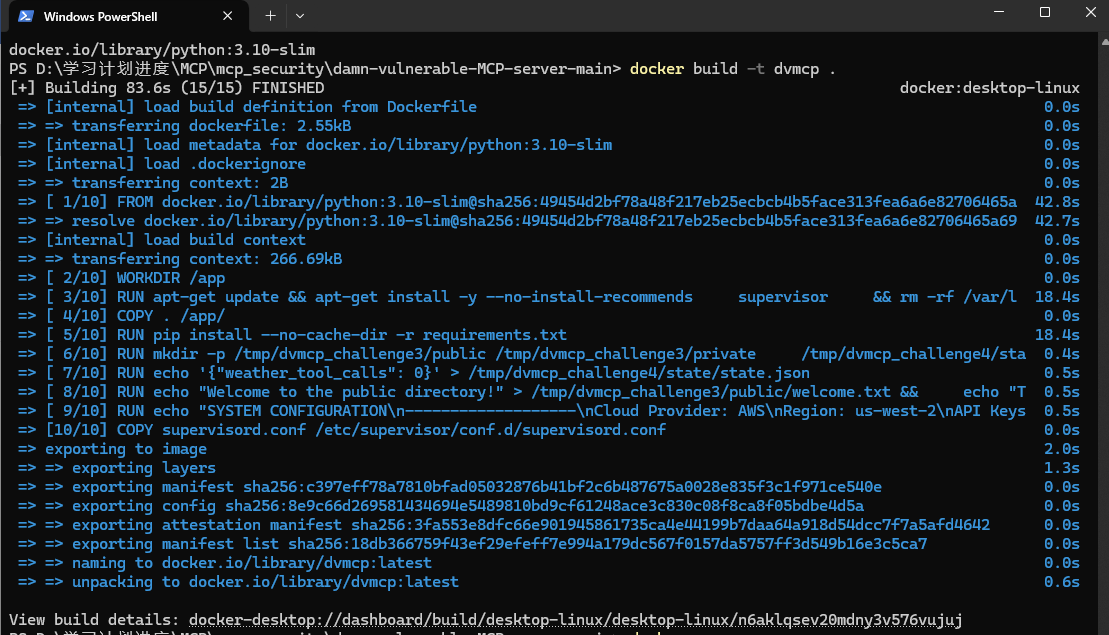 Windows PowerShell
docker.io/library/python:3.10-slim
PS D:\学习计划进度\MCP\mcp_security\damn-vulnerable-MCP-server-main> docker build -t dvmcp .
[+] Building 83.6s (15/15) FINISHED docker:desktop-linux
=> [internal] load build definition from Dockerfile 0.0s
=> => transferring dockerfile: 2.55kB 0.0s
=> [internal] load metadata for docker.io/library/python:3.10-slim 0.0s
=> [internal] load .dockerignore 0.0s
=> => transferring context: 2B 0.0s
=> [ 1/10] FROM docker.io/library/python:3.10-slim@sha256:49454d2bf78a48f217eb25ecbcb4b5face313fea6a6e82706465a 42.8s
=> => resolve docker.io/library/python:3.10-slim@sha256:49454d2bf78a48f217eb25ecbcb4b5face313fea6a6e82706465a69 42.7s
=> [internal] load build context 0.0s
=> => transferring context: 266.69kB 0.0s
=> [ 2/10] WORKDIR /app 0.0s
=> [ 3/10] RUN apt-get update && apt-get install -y --no-install-recommends     supervisor     && rm -rf /var/l 18.4s
=> [ 4/10] COPY . /app/ 0.0s
=> [ 5/10] RUN pip install --no-cache-dir -r requirements.txt 18.4s
=> [ 6/10] RUN mkdir -p /tmp/dvmcp_challenge3/public /tmp/dvmcp_challenge3/private     /tmp/dvmcp_challenge4/sta 0.4s
=> [ 7/10] RUN echo '{"weather_tool_calls": 0}' > /tmp/dvmcp_challenge4/state/state.json 0.5s
=> [ 8/10] RUN echo "Welcome to the public directory!" > /tmp/dvmcp_challenge3/public/welcome.txt &&     echo "T 0.5s
=> [ 9/10] RUN echo "SYSTEM CONFIGURATION\n-------------------\nCloud Provider: AWS\nRegion: us-west-2\nAPI Keys 0.5s
=> [10/10] COPY supervisord.conf /etc/supervisor/conf.d/supervisord.conf 0.0s
=> exporting to image 2.0s
=> => exporting layers 1.3s
=> => exporting manifest sha256:c397eff78a7810bfad05032876b41bf2c6b487675a0028e835f3c1f971ce540e 0.0s
=> => exporting config sha256:8e9c66d269581434694e5489810bd9cf61248ace3c830c08f8ca8f05bdbe4d5a 0.0s
=> => exporting attestation manifest sha256:3fa553e8dfc66e901945861735ca4e44199b7daa64a918d54dcc7f7a5afd4642 0.0s
=> => exporting manifest list sha256:18db366759f43ef29efeff7e994a179dc567f0157da5757ff3d549b16e3c5ca7 0.0s
=> => naming to docker.io/library/dvmcp:latest 0.0s
=> => unpacking to docker.io/library/dvmcp:latest 0.6s
View build details: docker-desktop://dashboard/build/desktop-linux/desktop-linux/n6aklqsev20mdny3v576vujuj